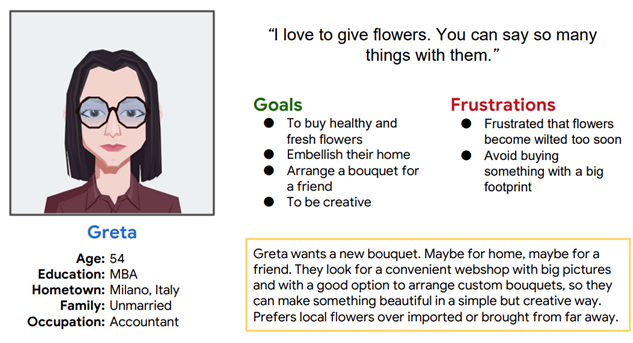 “I love to give flowers. You can say so many
things with them.”
Goals
● To buy healthy and
fresh flowers
● Embellish their home
● Arrange a bouquet for
a friend
● To be creative
Frustrations
● Frustrated that flowers
become wilted too soon
● Avoid buying
something with a big
footprint
Greta
Age: 54
Education: MBA
Hometown: Milano, Italy
Family: Unmarried
Occupation: Accountant
Greta wants a new bouquet. Maybe for home, maybe for a
friend. They look for a convenient webshop with big pictures
and with a good option to arrange custom bouquets, so they
can make something beautiful in a simple but creative way.
Prefers local flowers over imported or brought from far away.